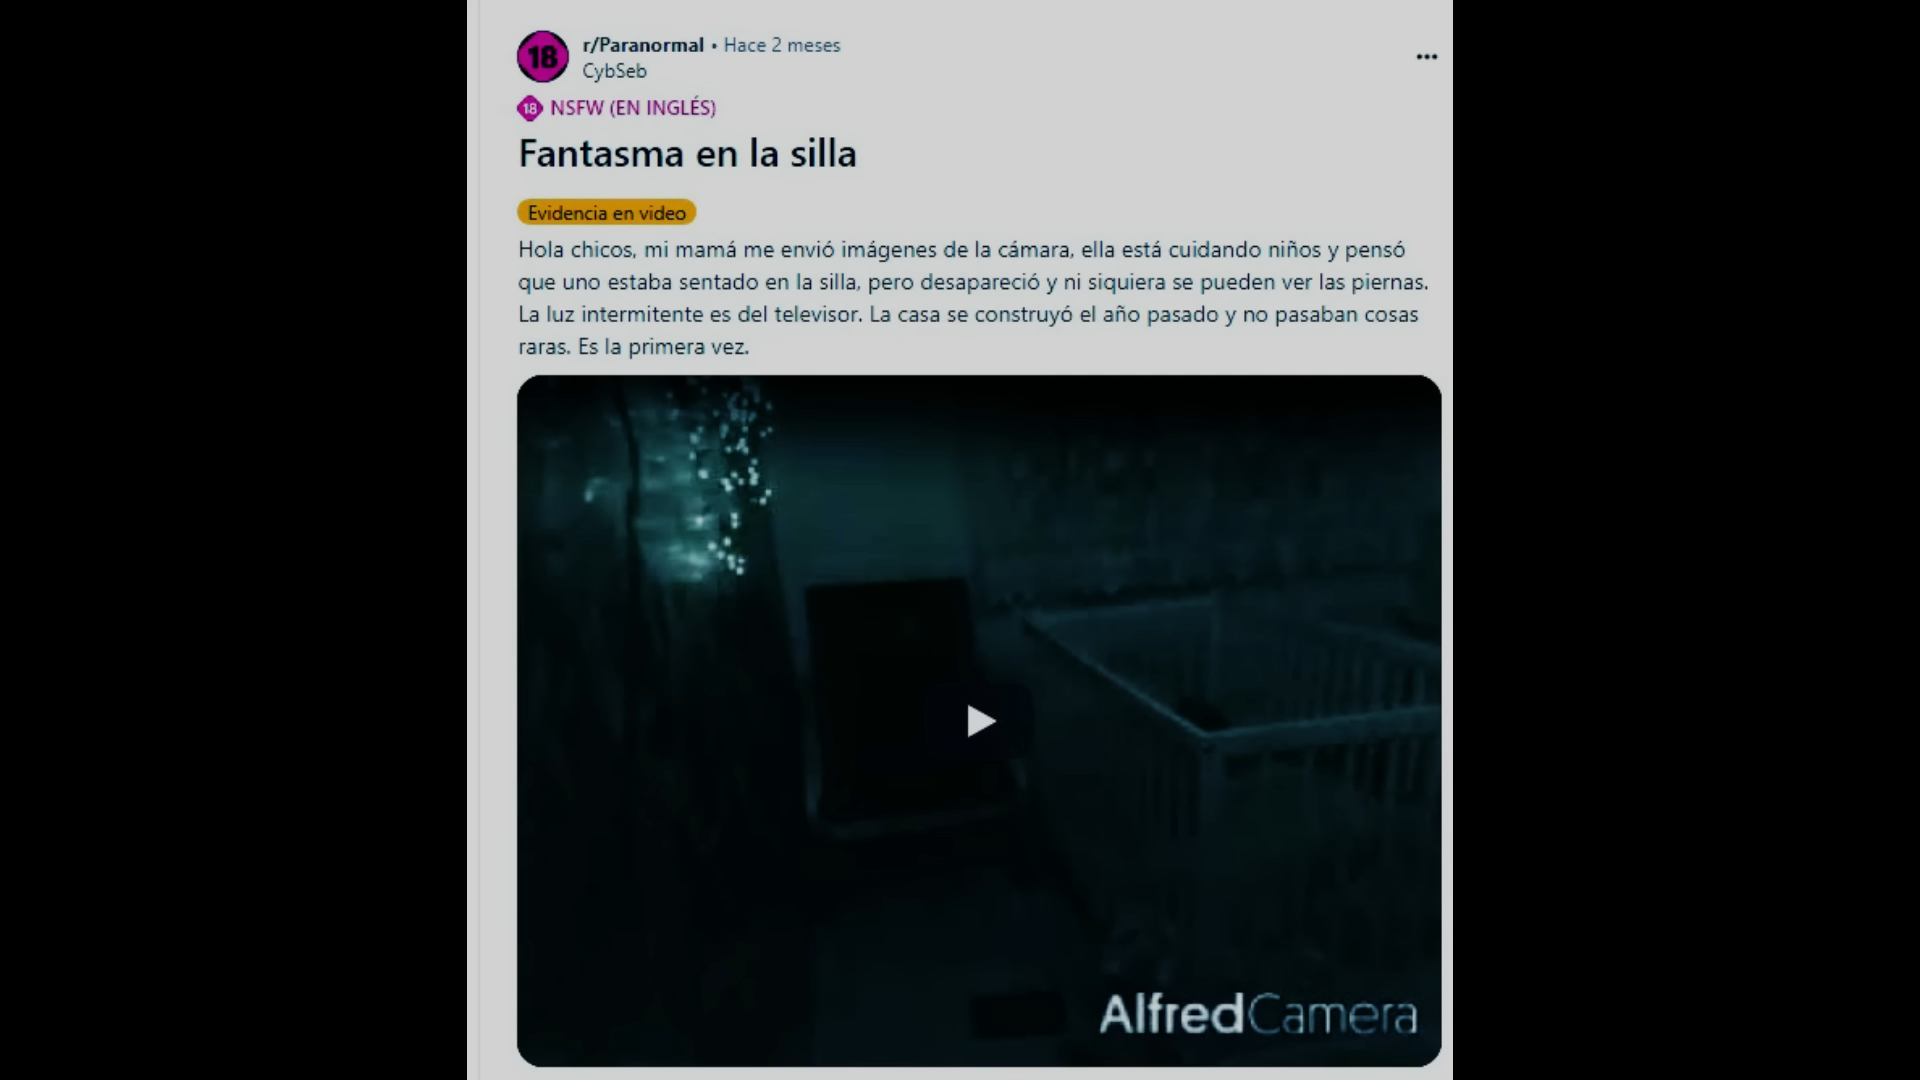 18 r/Paranormal • Hace 2 meses
CybSeb
18 NSFW (EN INGLÉS)
Fantasma en la silla
Evidencia en video
Hola chicos, mi mamá me envió imágenes de la cámara, ella está cuidando niños y pensó
que uno estaba sentado en la silla, pero desapareció y ni siquiera se pueden ver las piernas.
La luz intermitente es del televisor. La casa se construyó el año pasado y no pasaban cosas
raras. Es la primera vez.
AlfredCamera